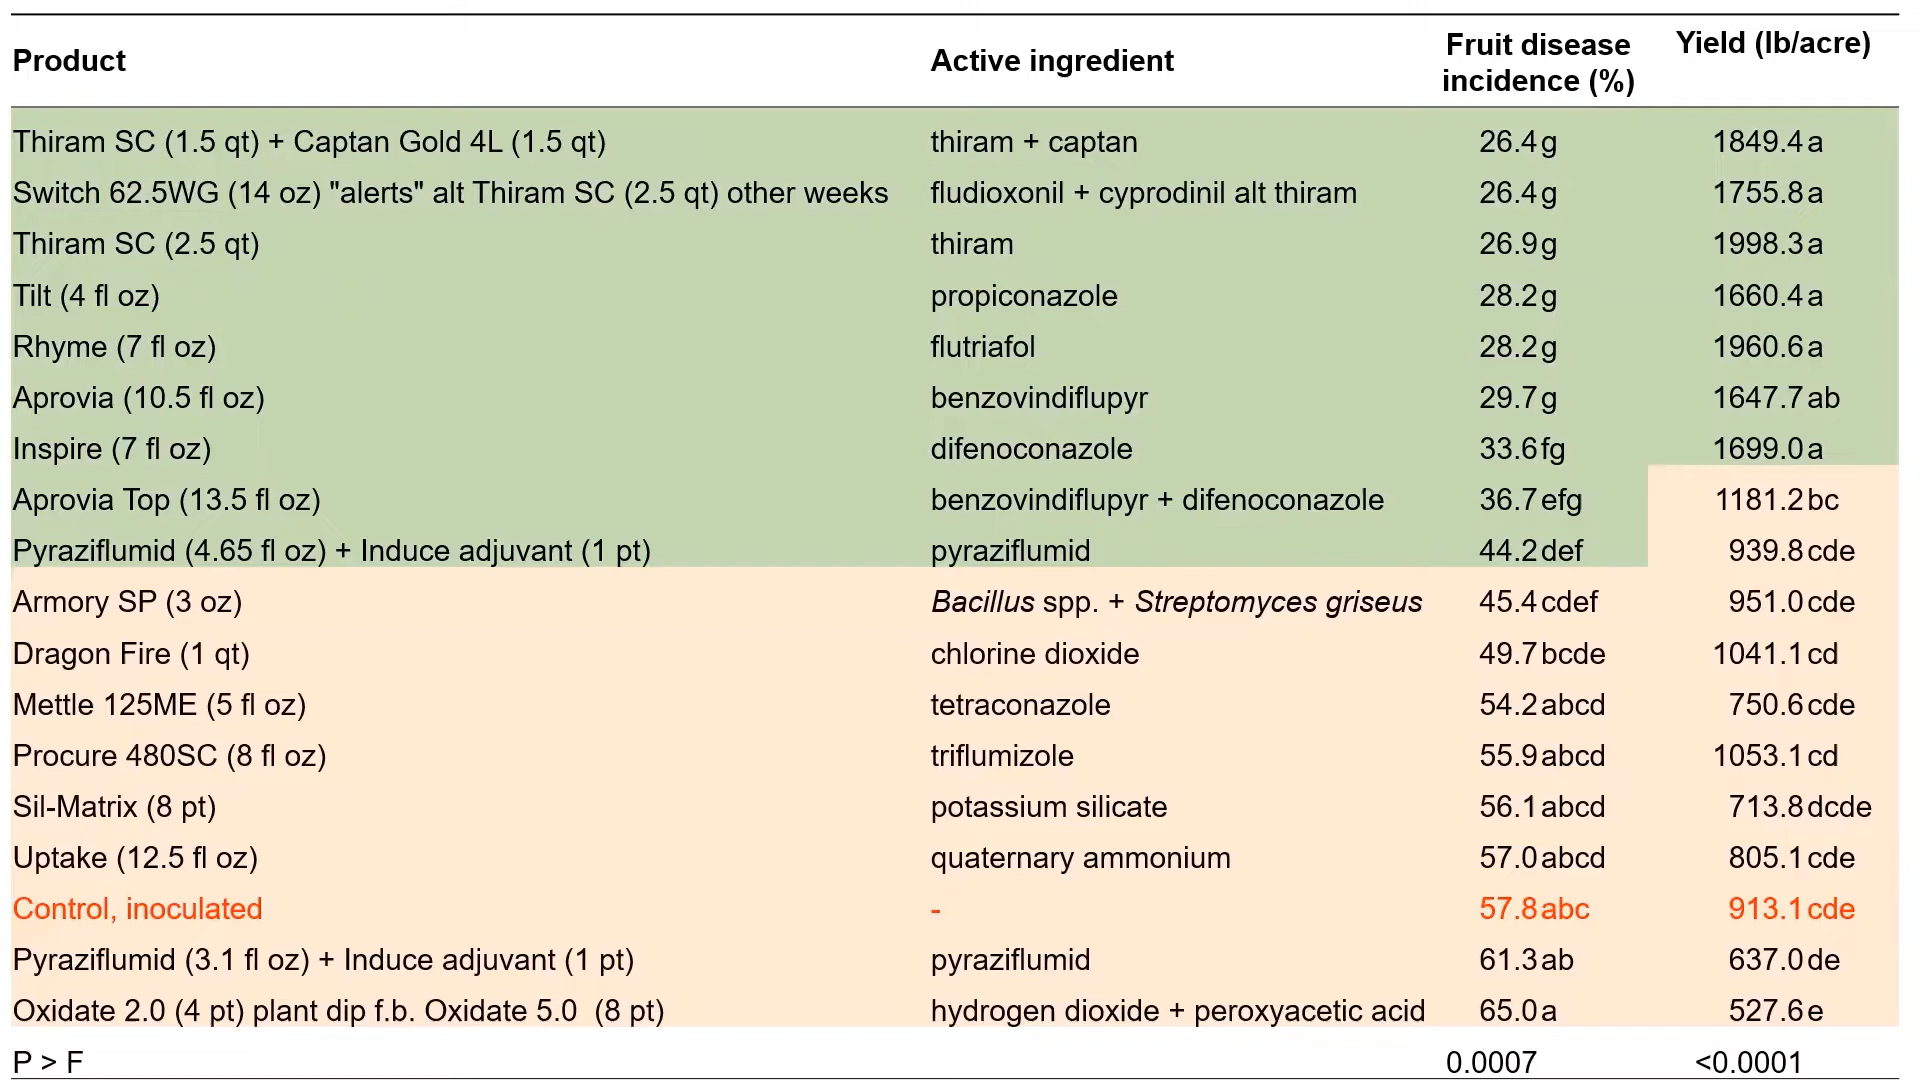 Product Active ingredient Fruit disease incidence (%) Yield (lb/acre)
Thiram SC (1.5 qt) + Captan Gold 4L (1.5 qt) thiram + captan 26.4 g 1849.4 a
Switch 62.5WG (14 oz) "alerts" alt Thiram SC (2.5 qt) other weeks fludioxonil + cyprodinil alt thiram 26.4 g 1755.8 a
Thiram SC (2.5 qt) thiram 26.9 g 1998.3 a
Tilt (4 fl oz) propiconazole 28.2 g 1660.4 a
Rhyme (7 fl oz) flutriafol 28.2 g 1960.6 a
Aprovia (10.5 fl oz) benzovindiflupyr 29.7 g 1647.7 ab
Inspire (7 fl oz) difenoconazole 33.6 fg 1699.0 a
Aprovia Top (13.5 fl oz) benzovindiflupyr + difenoconazole 36.7 efg 1181.2 bc
Pyraziflumid (4.65 fl oz) + Induce adjuvant (1 pt) pyraziflumid 44.2 def 939.8 cde
Armory SP (3 oz) Bacillus spp. + Streptomyces griseus 45.4 cdef 951.0 cde
Dragon Fire (1 qt) chlorine dioxide 49.7 bcde 1041.1 cd
Mettle 125ME (5 fl oz) tetraconazole 54.2 abcd 750.6 cde
Procure 480SC (8 fl oz) triflumizole 55.9 abcd 1053.1 cd
Sil-Matrix (8 pt) potassium silicate 56.1 abcd 713.8 dcde
Uptake (12.5 fl oz) quaternary ammonium 57.0 abcd 805.1 cde
Control, inoculated - 57.8 abc 913.1 cde
Pyraziflumid (3.1 fl oz) + Induce adjuvant (1 pt) pyraziflumid 61.3 ab 637.0 de
Oxidate 2.0 (4 pt) plant dip f.b. Oxidate 5.0 (8 pt) hydrogen dioxide + peroxyacetic acid 65.0 a 527.6 e
P > F 0.0007 <0.0001